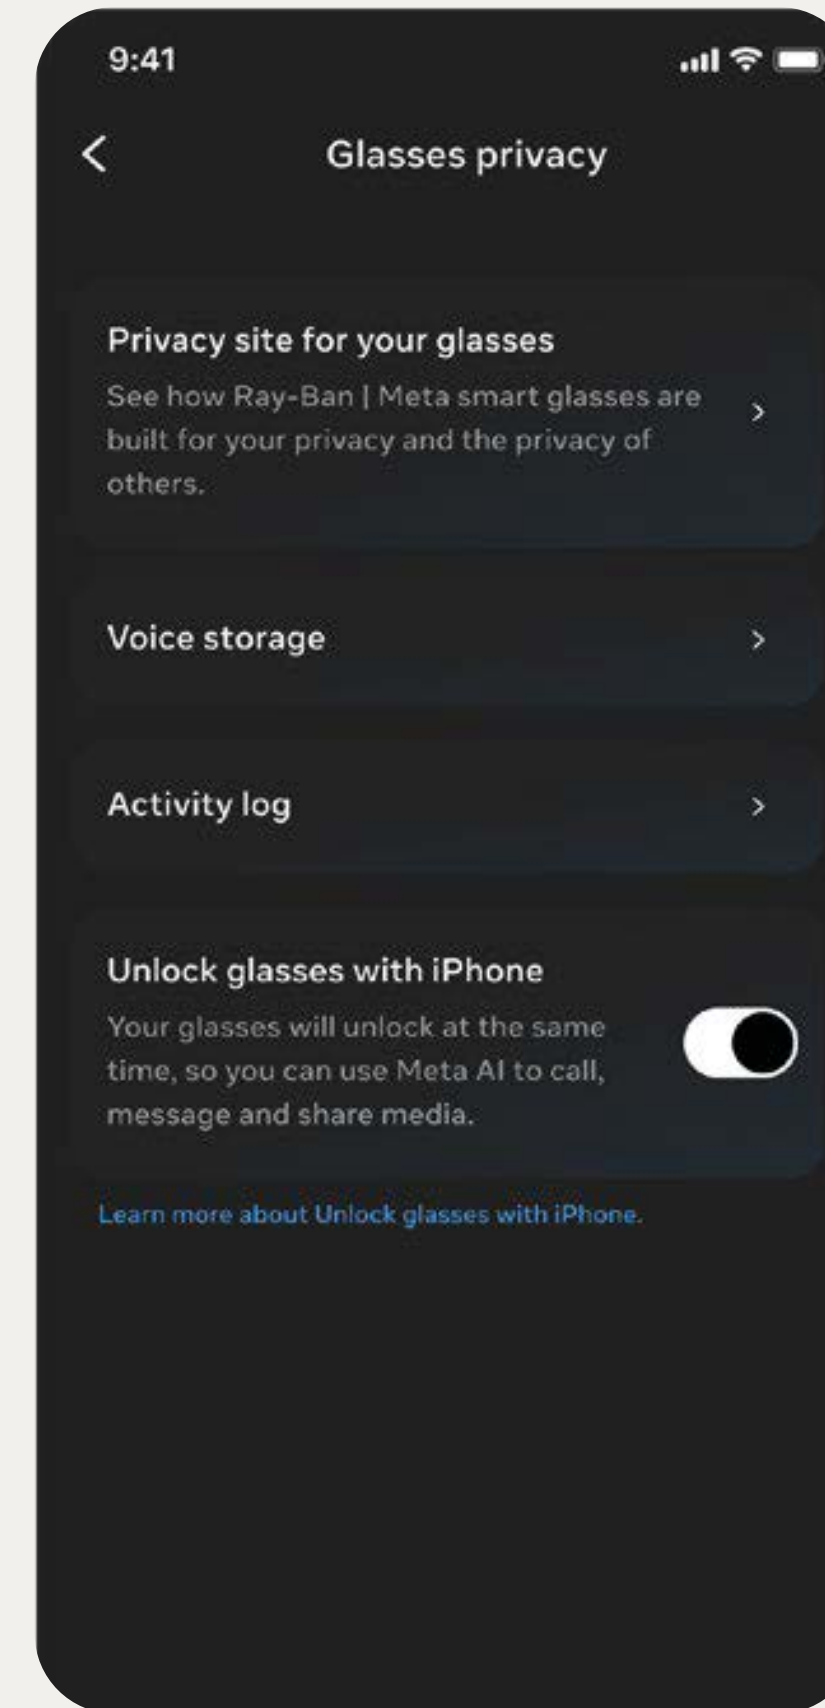 9:41
Glasses privacy
Privacy site for your glasses
See how Ray-Ban | Meta smart glasses are
built for your privacy and the privacy of
others.
Voice storage
Activity log
Unlock glasses with iPhone
Your glasses will unlock at the same
time, so you can use Meta AI to call,
message and share media.
Learn more about Unlock glasses with iPhone.